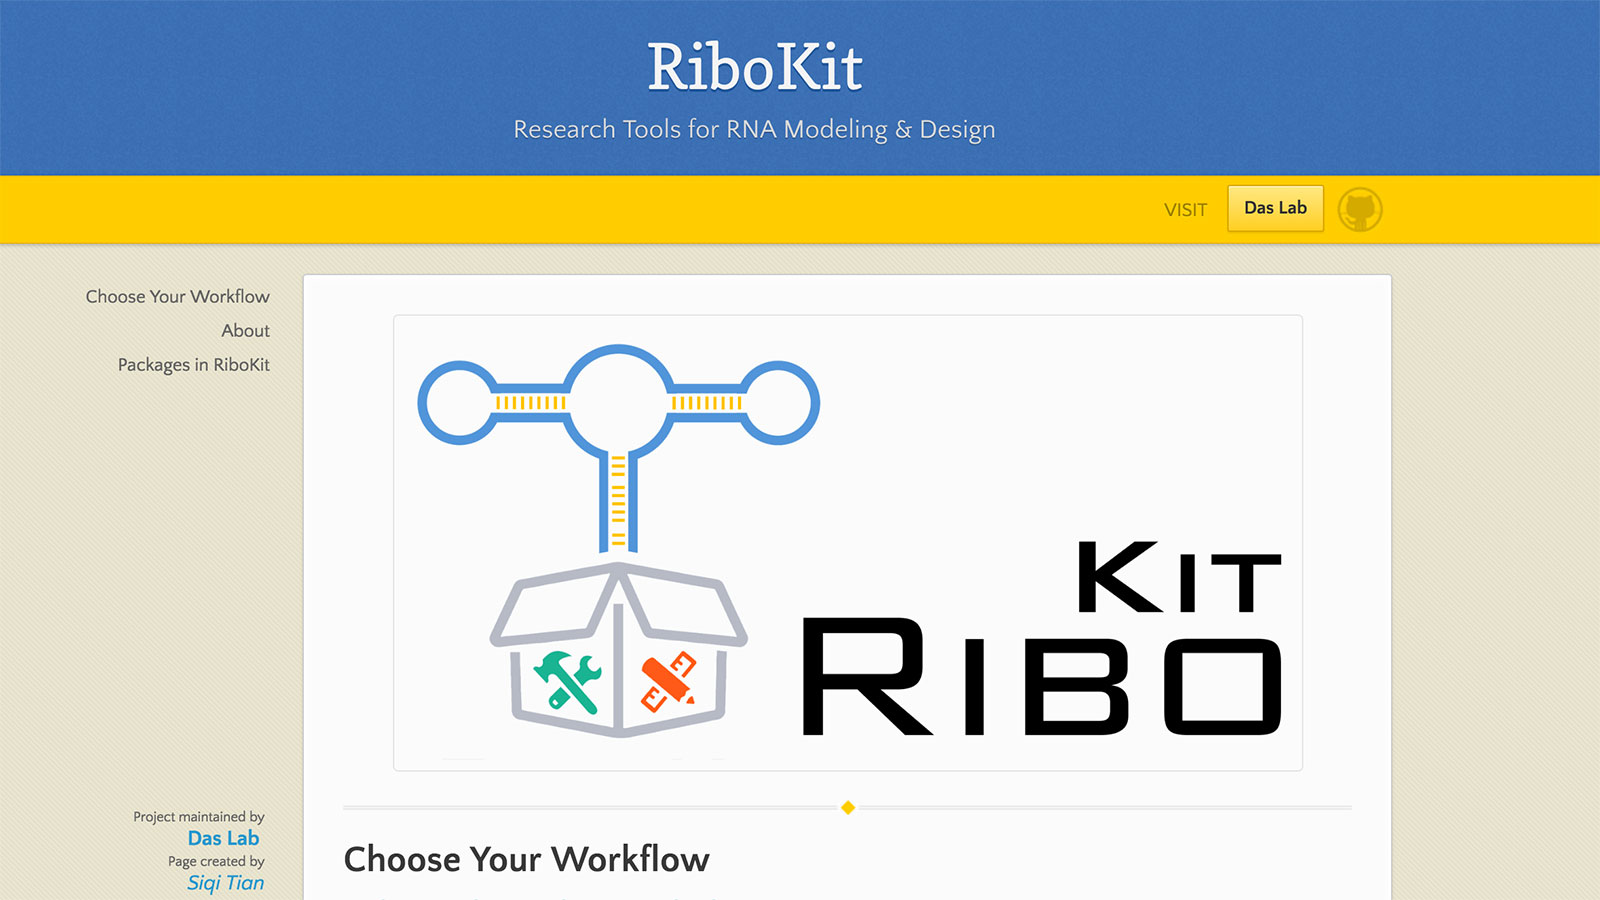 RiboKit
Research Tools for RNA Modeling & Design
VISIT
Das Lab
Choose Your Workflow
About
Packages in RiboKit
KIT
RIBO
Project maintained by
Das Lab
Page created by
Siqi Tian
Choose Your Workflow